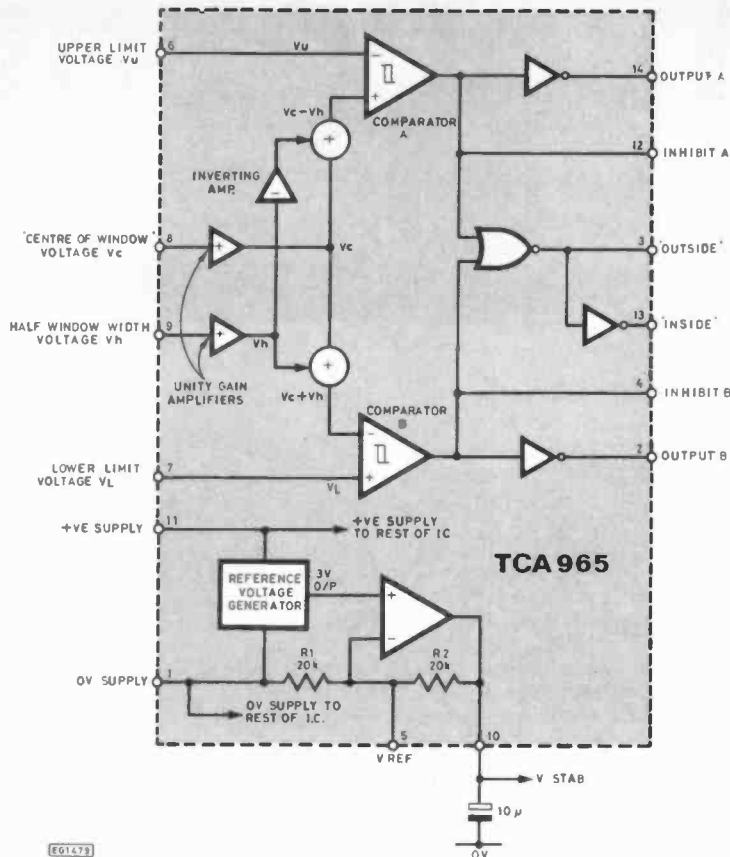 UPPER LIMIT
VOLTAGE Vu
6
Vu
-
+
COMPARATOR
A
14
OUTPUT A
12
INHIBIT A
Vc-Vh
+
INVERTING
AMP.
-
'CENTRE OF WINDOW'
VOLTAGE Vc
8
+
Vc
3
'OUTSIDE'
HALF WINDOW WIDTH
VOLTAGE Vh
9
+
Vh
13
'INSIDE'
UNITY GAIN
AMPLIFIERS
+
Vc+Vh
4
INHIBIT B
COMPARATOR
B
-
+
2
OUTPUT B
LOWER LIMIT
VOLTAGE VL
7
VL
+VE SUPPLY
11
+VE SUPPLY
TO REST OF IC
TCA 965
REFERENCE
VOLTAGE
GENERATOR
3V
O/P
+
-
R1
20k
R2
20k
0V SUPPLY
1
0V SUPPLY TO
REST OF I.C.
5
V REF
10
V STAB
10µ
0V
EG1479